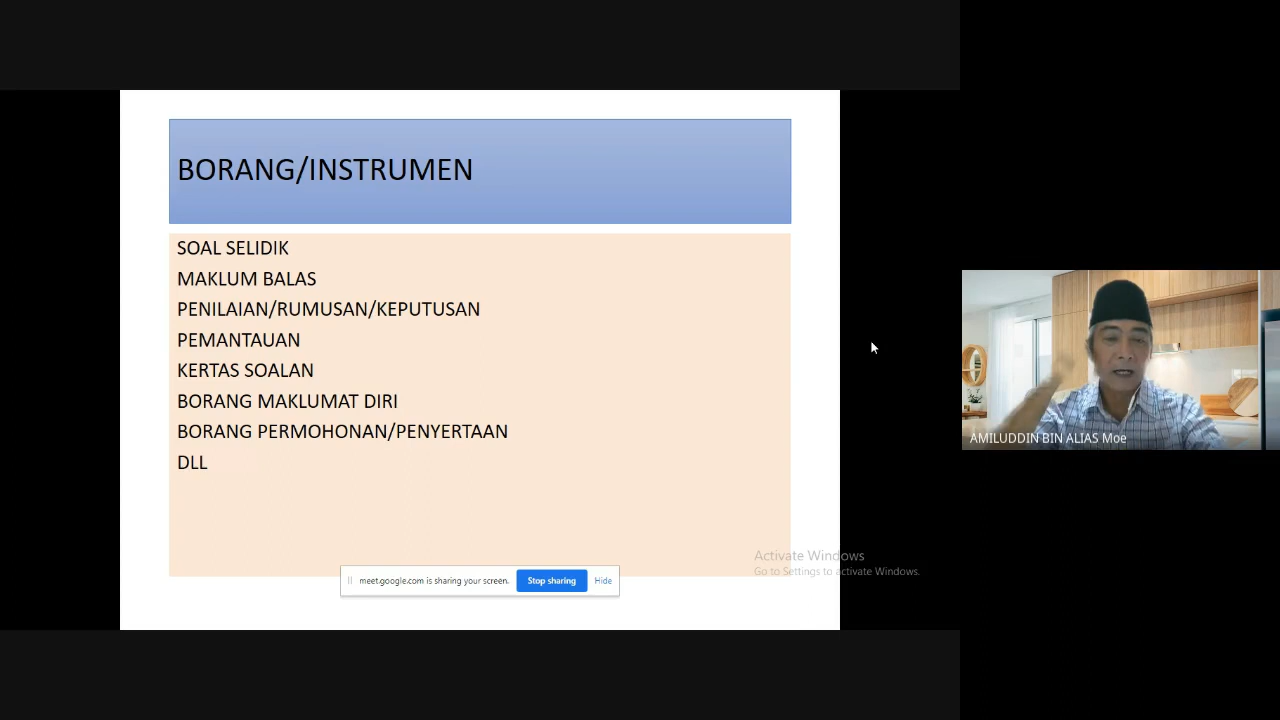 BORANG/INSTRUMEN
SOAL SELIDIK
MAKLUM BALAS
PENILAIAN/RUMUSAN/KEPUTUSAN
PEMANTAUAN
KERTAS SOALAN
BORANG MAKLUMAT DIRI
BORANG PERMOHONAN/PENYERTAAN
DLL
Activate Windows
Go to Settings to activate Windows.
meet.google.com is sharing your screen. Stop sharing Hide
AMILUDDIN BIN ALIAS Moe